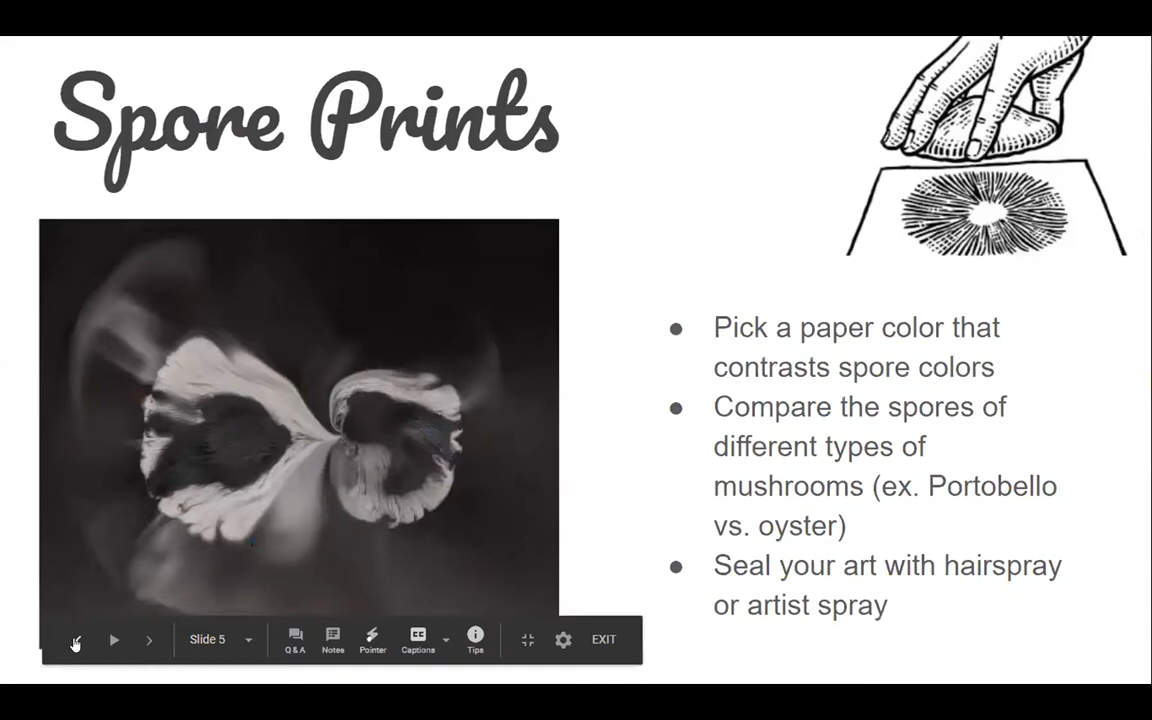 Spore Prints
● Pick a paper color that
contrasts spore colors
● Compare the spores of
different types of
mushrooms (ex. Portobello
vs. oyster)
● Seal your art with hairspray
or artist spray
Slide 5
Q & A
Notes
Pointer
CC
Captions
Tips
EXIT